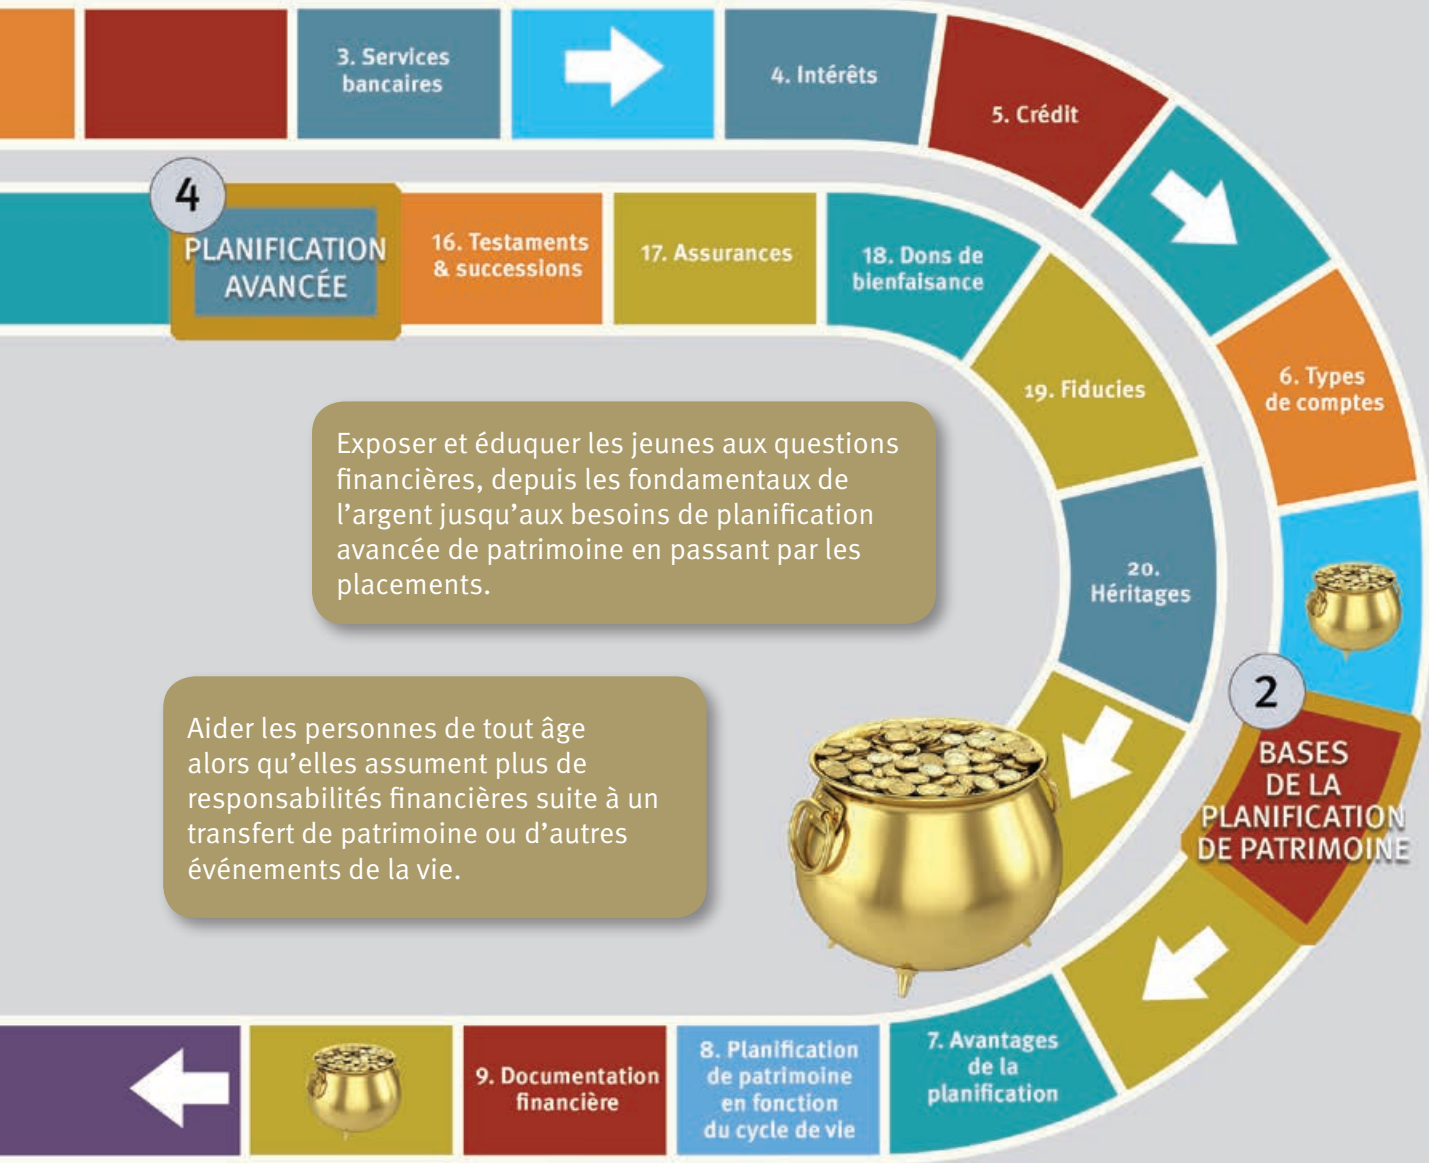 3. Services
bancaires
4. Intérêts
5. Crédit
6. Types
de comptes
2
BASES
DE LA
PLANIFICATION
DE PATRIMOINE
7. Avantages
de la
planification
8. Planification
de patrimoine
en fonction
du cycle de vie
9. Documentation
financière
4
PLANIFICATION
AVANCÉE
16. Testaments
& successions
17. Assurances
18. Dons de
bienfaisance
19. Fiducies
20.
Héritages
Exposer et éduquer les jeunes aux questions
financières, depuis les fondamentaux de
l’argent jusqu’aux besoins de planification
avancée de patrimoine en passant par les
placements.
Aider les personnes de tout âge
alors qu’elles assument plus de
responsabilités financières suite à un
transfert de patrimoine ou d’autres
événements de la vie.